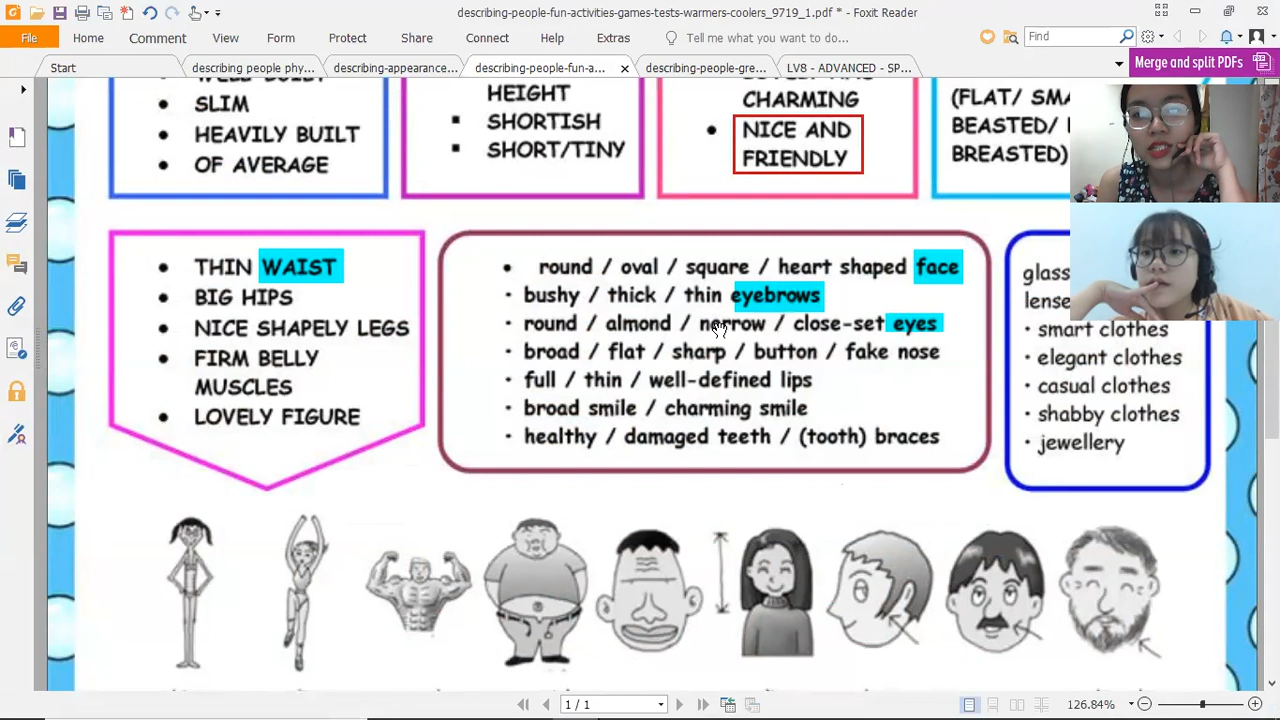 describing-people-fun-activities-games-tests-warmers-coolers_9719_1.pdf * - Foxit Reader
File
Home
Comment
View
Form
Protect
Share
Connect
Help
Extras
Tell me what you want to do...
Find
Start
describing people phy...
describing-appearance...
describing-people-fun-a...
describing-people-gre...
LV8 - ADVANCED - SP...
Merge and split PDFs
SLIM
HEAVILY BUILT
OF AVERAGE
HEIGHT
SHORTISH
SHORT/TINY
CHARMING
NICE AND
FRIENDLY
(FLAT/
BEASTED/
BREASTED)
THIN WAIST
BIG HIPS
NICE SHAPELY LEGS
FIRM BELLY
MUSCLES
LOVELY FIGURE
round / oval / square / heart shaped face
bushy / thick / thin eyebrows
round / almond / narrow / close-set eyes
broad / flat / sharp / button / fake nose
full / thin / well-defined lips
broad smile / charming smile
healthy / damaged teeth / (tooth) braces
smart clothes
elegant clothes
casual clothes
shabby clothes
jewellery
1 / 1
126.84%